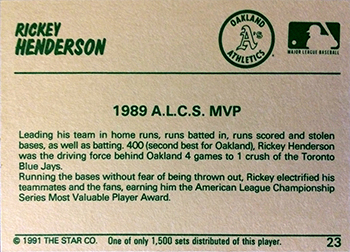 RICKEY
HENDERSON
OAKLAND
A's
ATHLETICS
MAJOR LEAGUE BASEBALL
1989 A.L.C.S. MVP
Leading his team in home runs, runs batted in, runs scored and stolen
bases, as well as batting. 400 (second best for Oakland), Rickey Henderson
was the driving force behind Oakland 4 games to 1 crush of the Toronto
Blue Jays.
Running the bases without fear of being thrown out, Rickey electrified his
teammates and the fans, earning him the American League Championship
Series Most Valuable Player Award.
© 1991 THE STAR CO. One of only 1,500 sets distributed of this player. 23